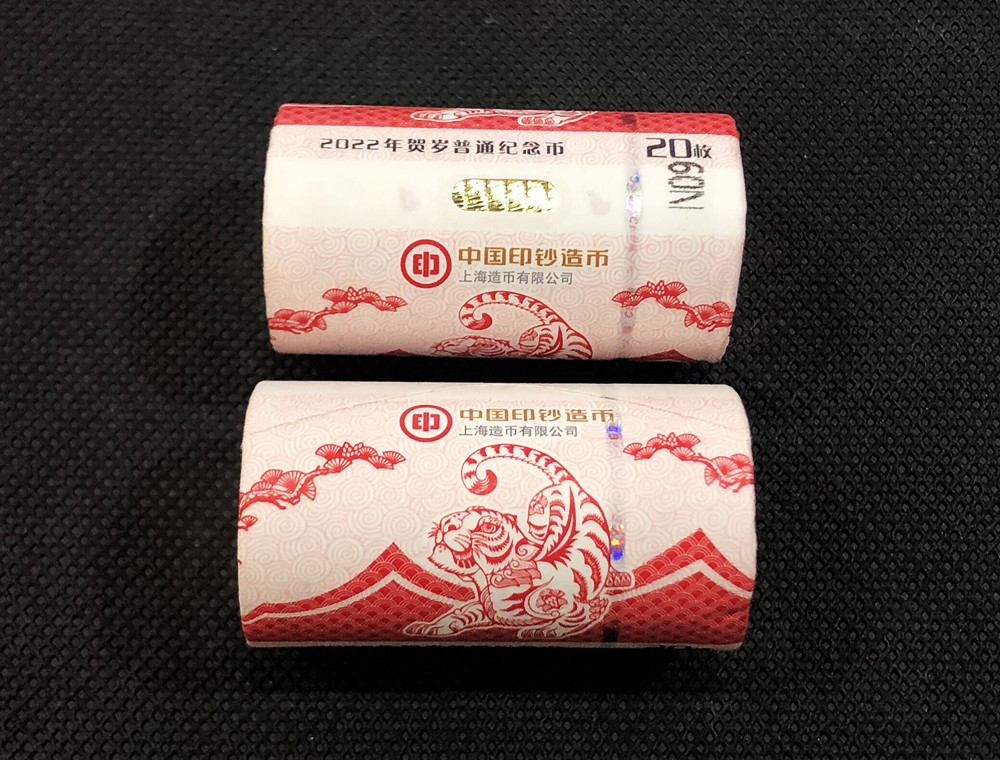 2022年贺岁普通纪念币
20枚
IND9
中国印钞造币
上海造币有限公司
中国印钞造币
上海造币有限公司